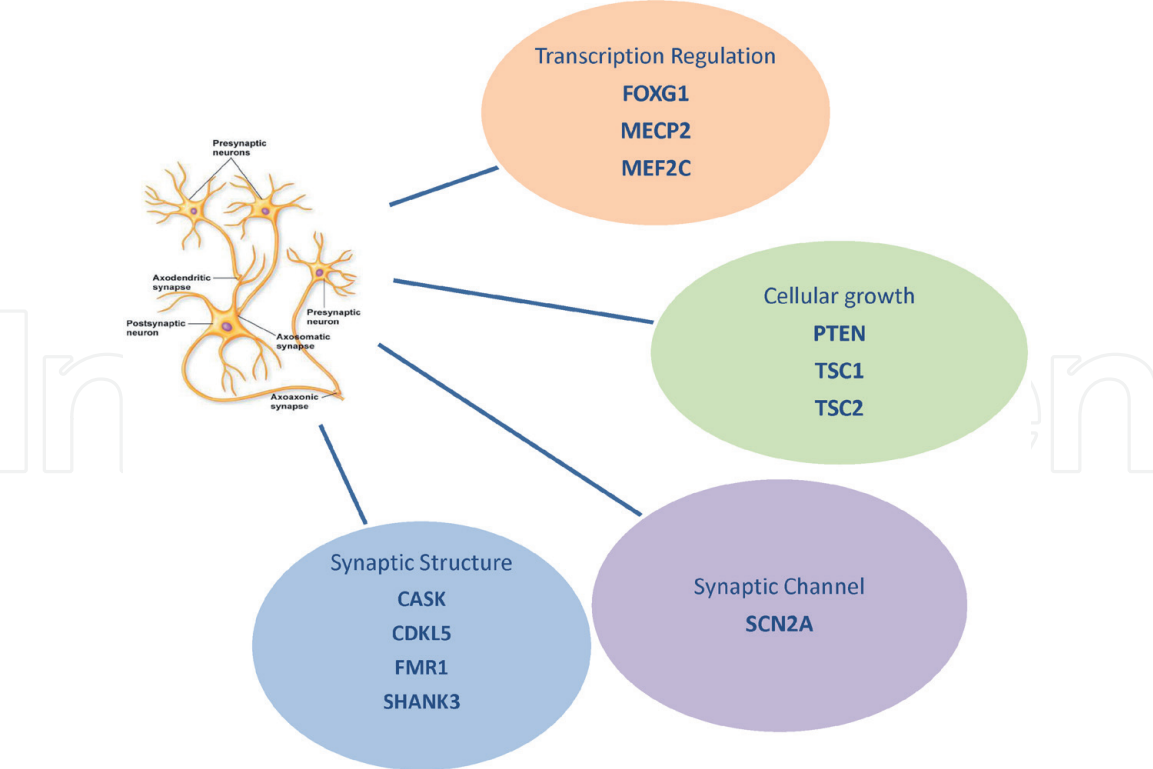 Transcription Regulation
FOXG1
MECP2
MEF2C
Presynaptic
neurons
Axodendritic
synapse
Postsynaptic
neuron
Presynaptic
neuron
Axosomatic
synapse
Axoaxonic
synapse
Cellular growth
PTEN
TSC1
TSC2
Synaptic Structure
CASK
CDKL5
FMR1
SHANK3
Synaptic Channel
SCN2A